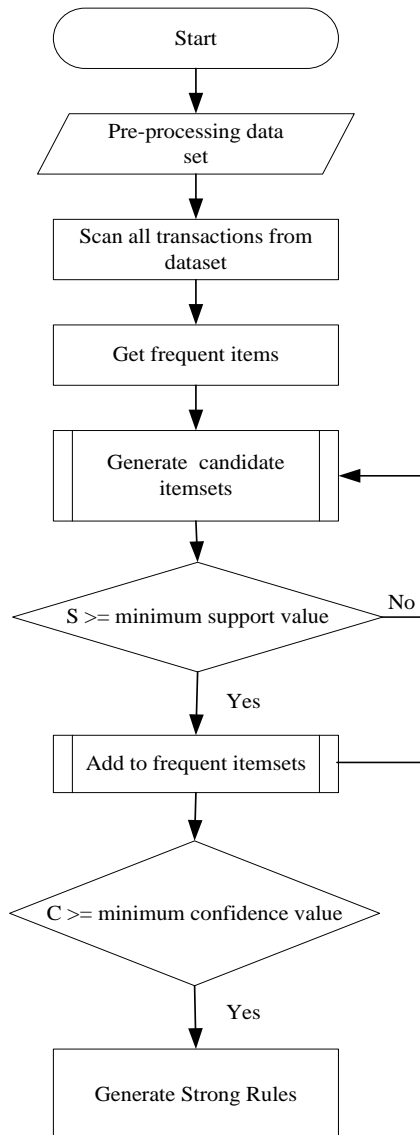 Start
Pre-processing data
set
Scan all transactions from
dataset
Get frequent items
Generate candidate
itemsets
S >= minimum support value
No
Yes
Add to frequent itemsets
C >= minimum confidence value
Yes
Generate Strong Rules